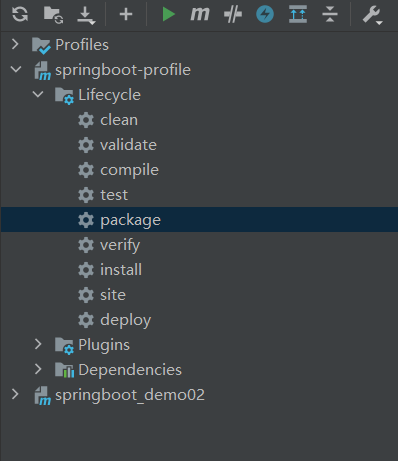 Profiles
springboot-profile
Lifecycle
clean
validate
compile
test
package
verify
install
site
deploy
Plugins
Dependencies
springboot_demo02